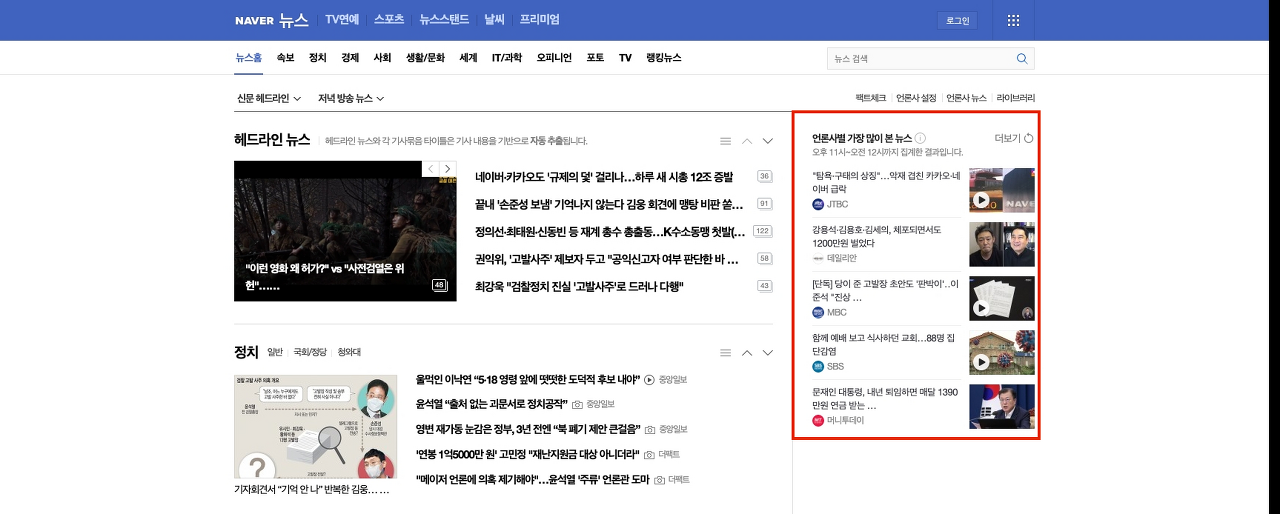 NAVER 뉴스 TV연예 스포츠 뉴스스탠드 날씨 프리미엄 로그인
뉴스홈 속보 정치 경제 사회 생활/문화 세계 IT/과학 오피니언 포토 TV 랭킹뉴스 뉴스 검색
신문 헤드라인 저녁 방송 뉴스
팩트체크 언론사 설정 언론사 뉴스 라이브러리
헤드라인 뉴스 헤드라인 뉴스와 각 기사묶음 타이틀은 기사 내용을 기반으로 자동 추출됩니다.
"이런 영화 왜 허가?" vs "사전검열은 위
헌"…… 48
네이버·카카오도 '규제의 덫' 걸리나…하루 새 시총 12조 증발 36
끝내 '손준성 보냄' 기억나지 않는다 김웅 회견에 맹탕 비판 쏟… 91
정의선·최태원·신동빈 등 재계 총수 총출동…K수소동맹 첫발(… 122
권익위, '고발사주' 제보자 두고 "공익신고자 여부 판단한 바 … 58
최강욱 "검찰정치 진실 '고발사주'로 드러나 다행" 43
정치 일반 국회/정당 청와대
검찰 고발 사주 의혹 개요
윤석열
손준성
?
기자회견서 “기억 안 나” 반복한 김웅… …
울먹인 이낙연 “5·18 영령 앞에 떳떳한 도덕적 후보 내야” 중앙일보
윤석열 “출처 없는 괴문서로 정치공작” 중앙일보
영변 재가동 눈감은 정부, 3년 전엔 “북 폐기 제안 큰걸음” 중앙일보
'연봉 1억5000만 원' 고민정 "재난지원금 대상 아니더라" 더팩트
"메이저 언론에 의혹 제기해야"…윤석열 '주류' 언론관 도마 더팩트
언론사별 가장 많이 본 뉴스 더보기
오후 11시~오전 12시까지 집계한 결과입니다.
"탐욕·구태의 상징"…악재 겹친 카카오·네
이버 급락
JTBC
강용석·김용호·김세의, 체포되면서도
1200만원 벌었다
데일리안
[단독] 당이 준 고발장 초안도 '판박이'‥이
준석 "진상 …
MBC
함께 예배 보고 식사하던 교회…88명 집
단감염
SBS
문재인 대통령, 내년 퇴임하면 매달 1390
만원 연금 받는 …
머니투데이